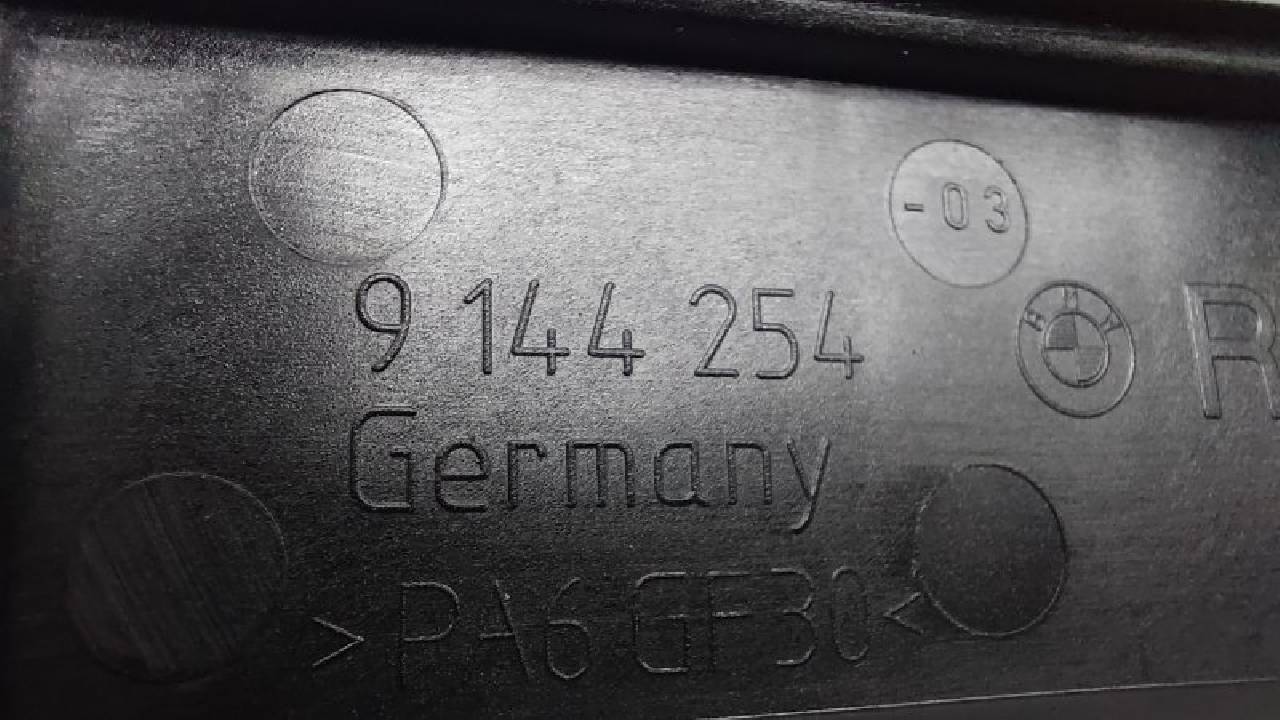 -03
9 144 254
R
Germany
>PA6 GF30<